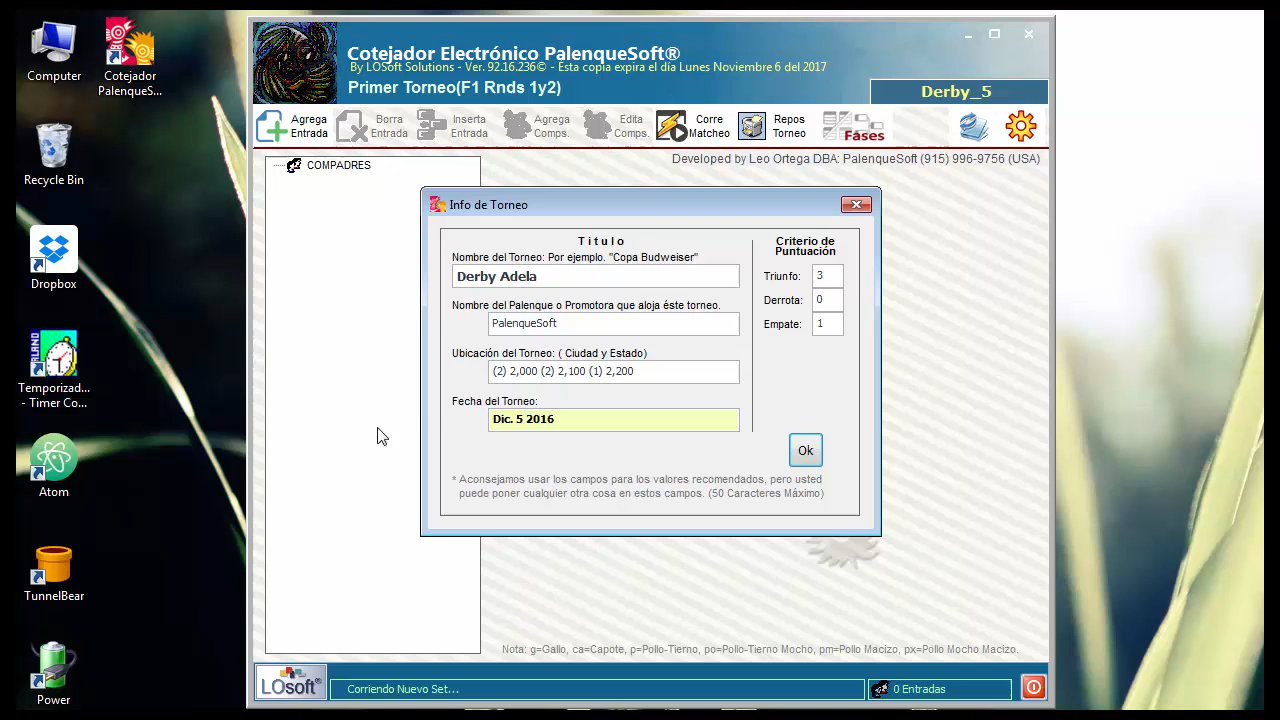 Computer
Cotejador
PalenqueS...
Recycle Bin
Dropbox
Temporizad...
- Timer Co...
Atom
TunnelBear
Power
Cotejador Electrónico PalenqueSoft®
By LOSoft Solutions - Ver. 92.16.236© - Esta copia expira el día Lunes Noviembre 6 del 2017
Primer Torneo(F1 Rnds 1y2)
Derby_5
Agrega
Entrada
Borra
Entrada
Inserta
Entrada
Agrega
Comps.
Edita
Comps.
Corre
Matcheo
Repos
Torneo
Fases
Developed by Leo Ortega DBA: PalenqueSoft (915) 996-9756 (USA)
COMPADRES
Info de Torneo
Titulo
Nombre del Torneo: Por ejemplo. "Copa Budweiser"
Derby Adela
Nombre del Palenque o Promotora que aloja éste torneo.
PalenqueSoft
Ubicación del Torneo: ( Ciudad y Estado)
(2) 2,000 (2) 2,100 (1) 2,200
Fecha del Torneo:
Dic. 5 2016
Criterio de
Puntuación
Triunfo: 3
Derrota: 0
Empate: 1
Ok
* Aconsejamos usar los campos para los valores recomendados, pero usted
puede poner cualquier otra cosa en estos campos. (50 Caracteres Máximo)
Nota: g=Gallo, ca=Capote, p=Pollo-Tierno, po=Pollo-Tierno Mocho, pm=Pollo Macizo, px=Pollo Mocho Macizo.
LOsoft
Corriendo Nuevo Set...
0 Entradas